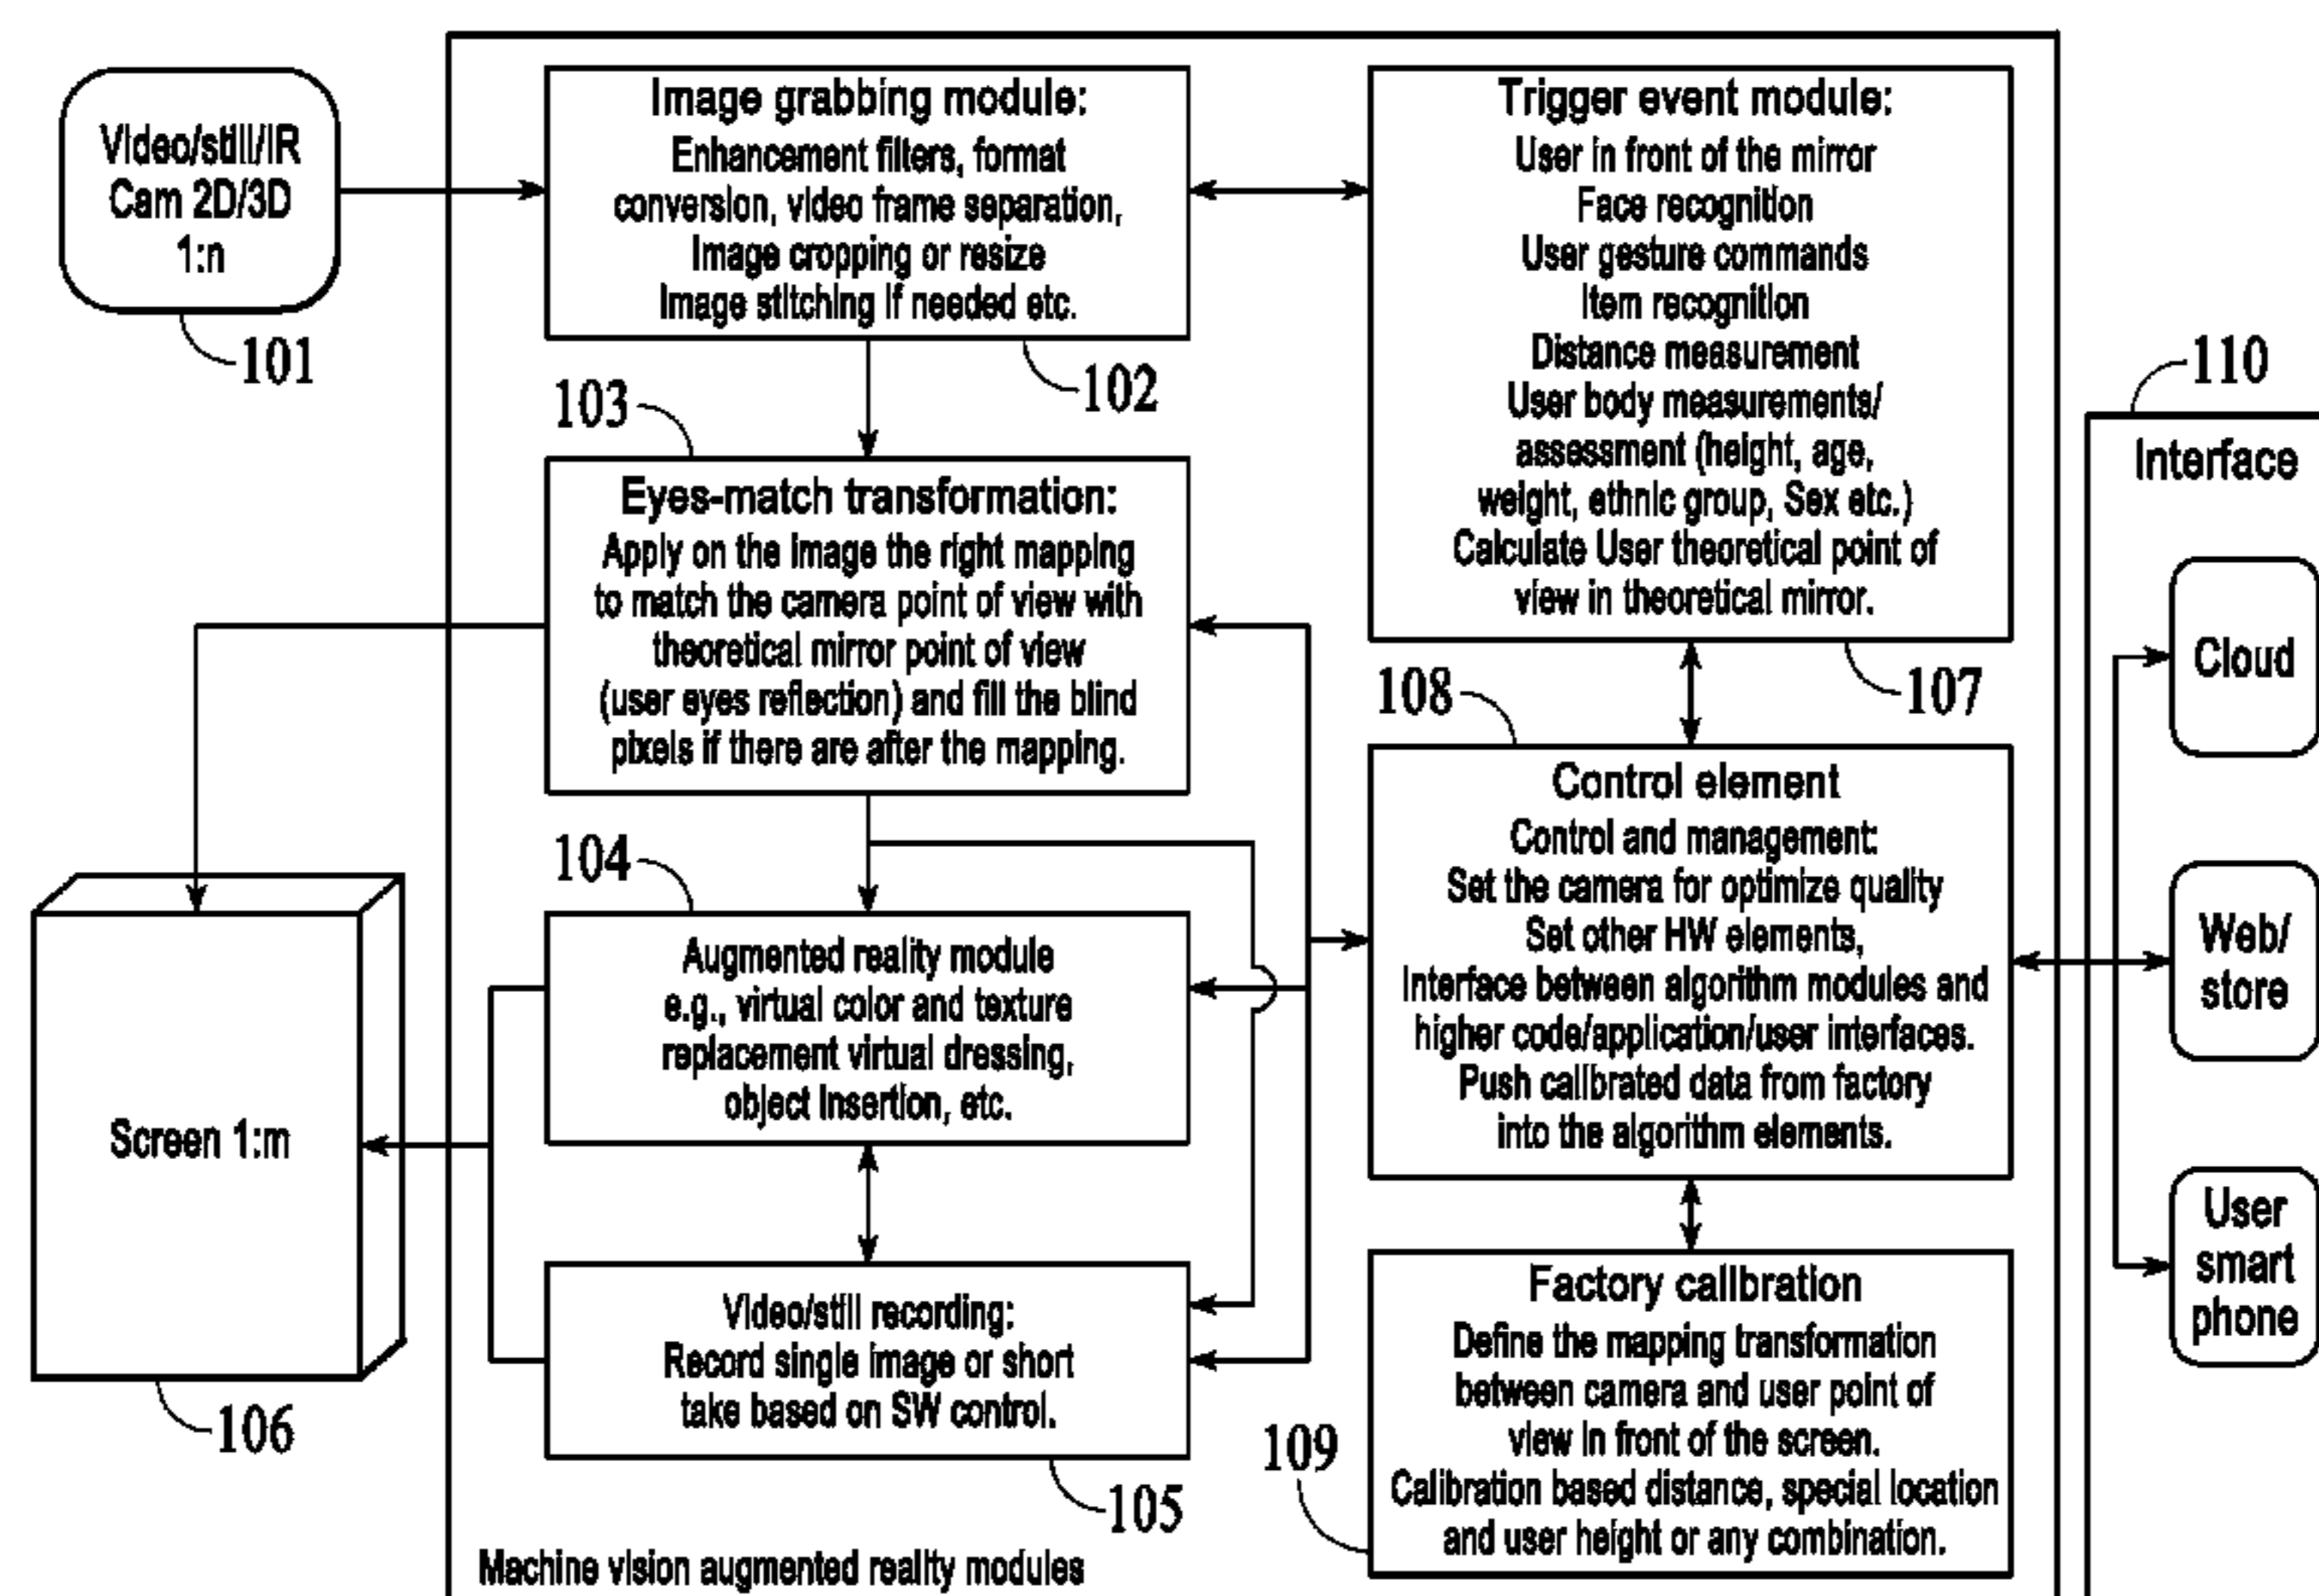 Video/still/IR
Cam 2D/3D
1:n
101
Image grabbing module:
Enhancement filters, format
conversion, video frame separation,
Image cropping or resize
Image stitching if needed etc.
102
Trigger event module:
User in front of the mirror
Face recognition
User gesture commands
Item recognition
Distance measurement
User body measurements/
assessment (height, age,
weight, ethnic group, Sex etc.)
Calculate User theoretical point of
view in theoretical mirror.
107
103
Eyes-match transformation:
Apply on the image the right mapping
to match the camera point of view with
theoretical mirror point of view
(user eyes reflection) and fill the blind
pixels if there are after the mapping.
108
Control element
Control and management:
Set the camera for optimize quality
Set other HW elements,
Interface between algorithm modules and
higher code/application/user interfaces.
Push calibrated data from factory
into the algorithm elements.
104
Augmented reality module
e.g., virtual color and texture
replacement virtual dressing,
object insertion, etc.
Screen 1:m
106
Video/still recording:
Record single image or short
take based on SW control.
105
109
Factory calibration
Define the mapping transformation
between camera and user point of
view in front of the screen.
Calibration based distance, special location
and user height or any combination.
Machine vision augmented reality modules
110
Interface
Cloud
Web/
store
User
smart
phone